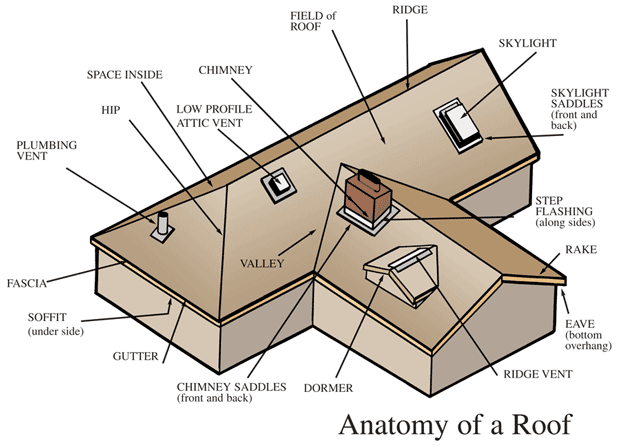 FIELD of
ROOF
RIDGE
SKYLIGHT
CHIMNEY
SPACE INSIDE
SKYLIGHT
SADDLES
(front and
back)
HIP
LOW PROFILE
ATTIC VENT
PLUMBING
VENT
STEP
FLASHING
(along sides)
RAKE
VALLEY
FASCIA
SOFFIT
(under side)
EAVE
(bottom
overhang)
GUTTER
RIDGE VENT
CHIMNEY SADDLES
(front and back)
DORMER
Anatomy of a Roof